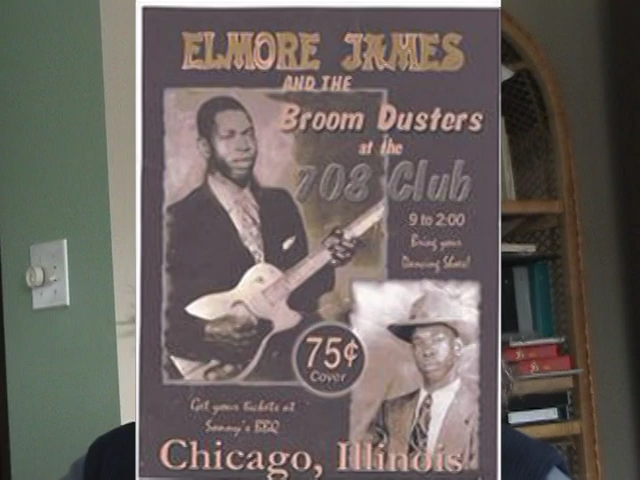 ELMORE JAMES
AND THE
Broom Dusters
at the
708 Club
9 to 2:00
Bring your
Dancing Shoes!
75¢
Cover
Get your tickets at
Sonny's BBQ
Chicago, Illinois